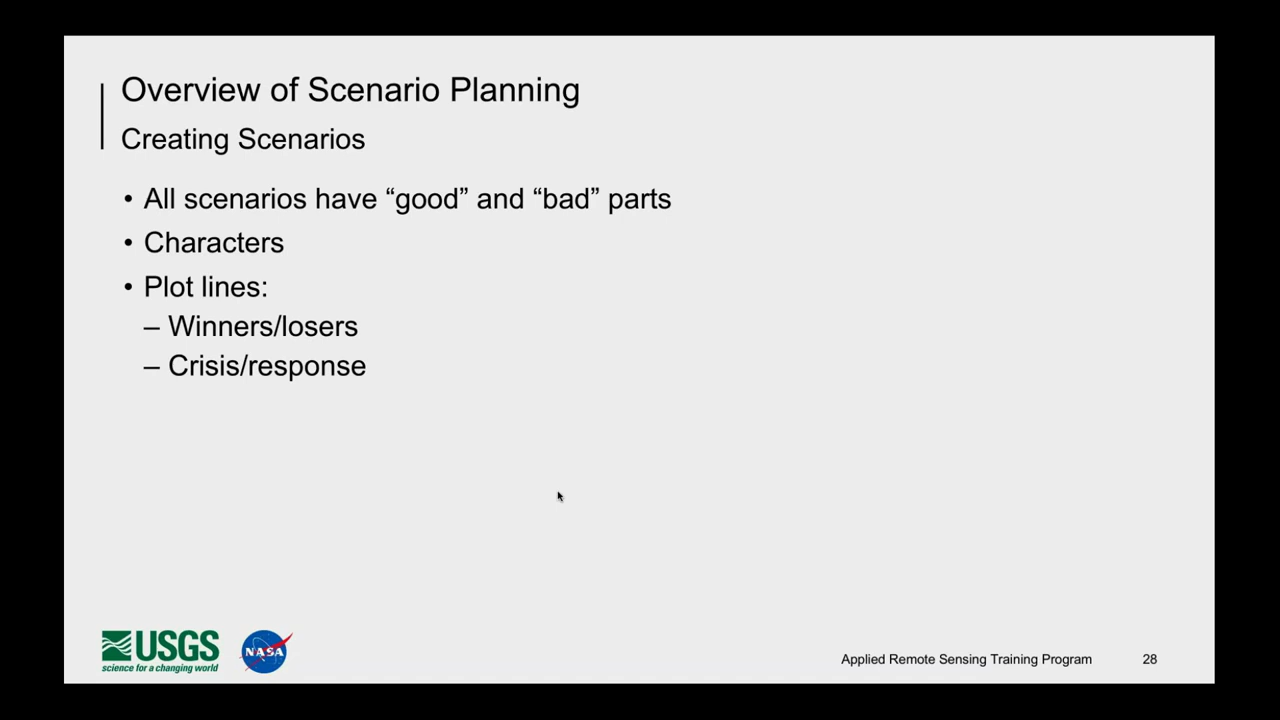 Overview of Scenario Planning
Creating Scenarios
• All scenarios have “good” and “bad” parts
• Characters
• Plot lines:
– Winners/losers
– Crisis/response
USGS
science for a changing world
NASA
Applied Remote Sensing Training Program 28